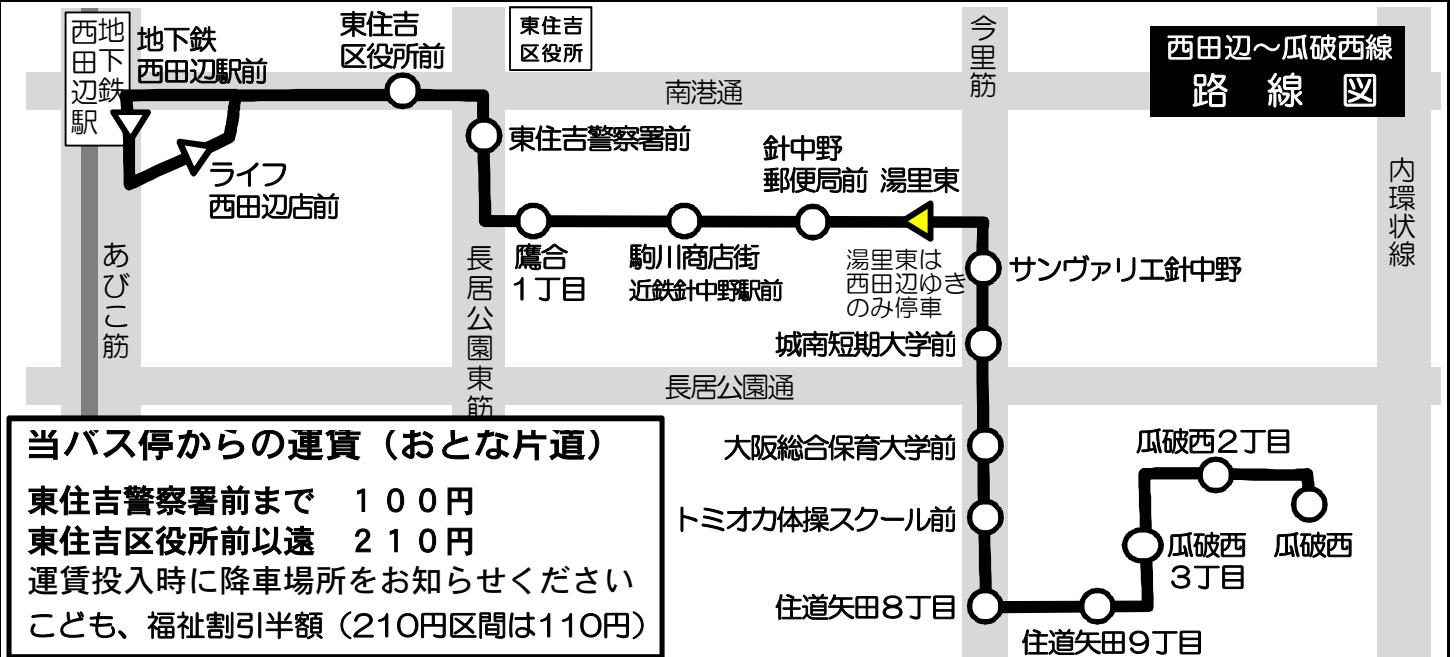 地下鉄
西田辺駅
地下鉄
西田辺駅前
東住吉
区役所前
東住吉
区役所
今里筋
西田辺～瓜破西線
路線図
南港通
東住吉警察署前
針中野
郵便局前
湯里東
ライフ
西田辺店前
内環状線
あびこ筋
長居公園東筋
鷹合
1丁目
駒川商店街
近鉄針中野駅前
湯里東は
西田辺ゆき
のみ停車
サンヴァリエ針中野
城南短期大学前
長居公園通
当バス停からの運賃（おとな片道）
東住吉警察署前まで　１００円
東住吉区役所前以遠　２１０円
運賃投入時に降車場所をお知らせください
こども、福祉割引半額（210円区間は110円）
大阪総合保育大学前
瓜破西2丁目
トミオカ体操スクール前
瓜破西
3丁目
瓜破西
住道矢田8丁目
住道矢田9丁目